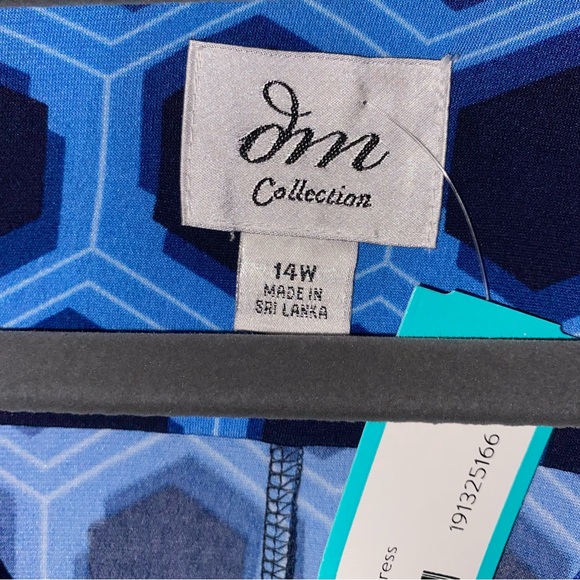 dm
Collection
14W
MADE IN
SRI LANKA
191325166
ress